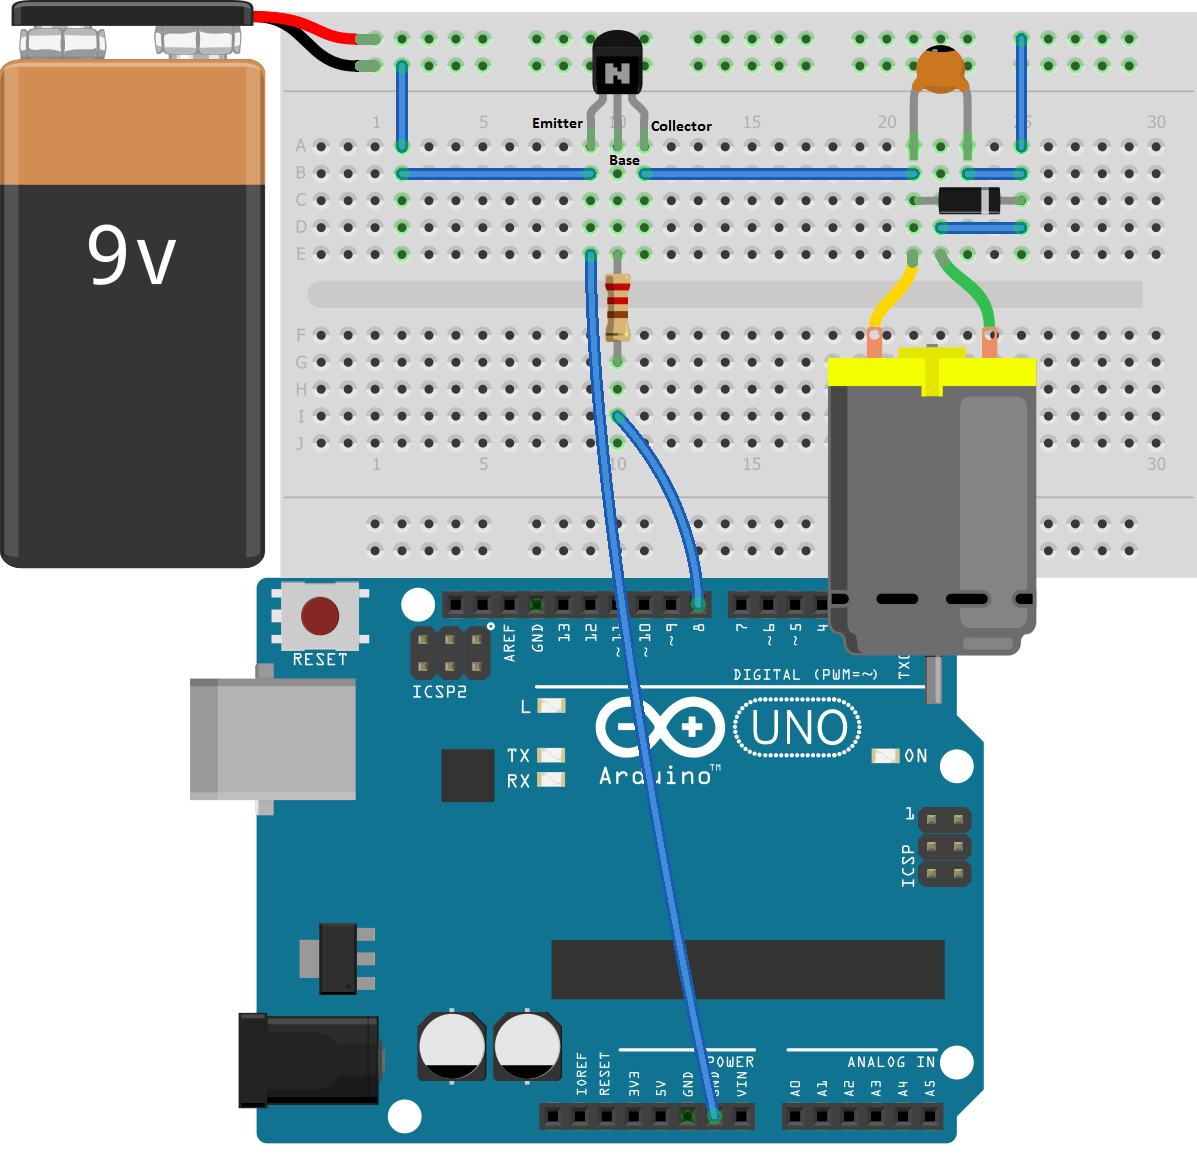 9v
Emitter
Collector
Base
1
5
10
15
20
25
30
A
B
C
D
E
F
G
H
I
J
1
5
10
15
30
RESET
ICSP2
AREF
GND
13
12
~11
~10
~9
8
7
~6
~5
4
DIGITAL (PWM=~)
L
TX
RX
UNO
Arduino™
ON
1
ICSP
POWER
ANALOG IN
IOREF
RESET
3V3
5V
GND
GND
VIN
A0
A1
A2
A3
A4
A5